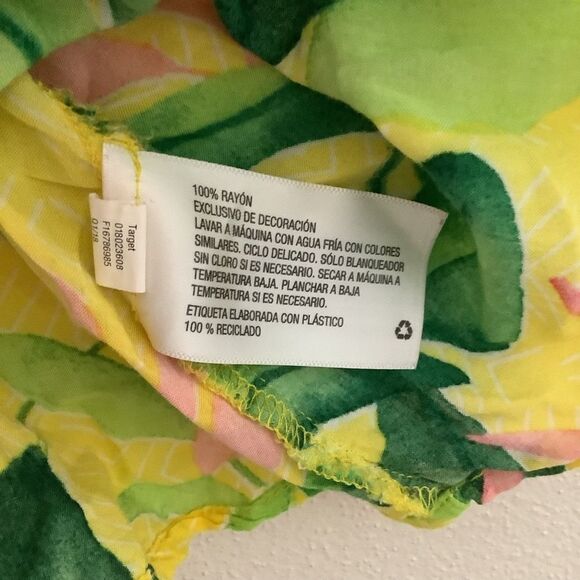 100% RAYÓN
EXCLUSIVO DE DECORACIÓN
LAVAR A MÁQUINA CON AGUA FRÍA CON COLORES
SIMILARES. CICLO DELICADO. SÓLO BLANQUEADOR
SIN CLORO SI ES NECESARIO. SECAR A MÁQUINA A
TEMPERATURA BAJA. PLANCHAR A BAJA
TEMPERATURA SI ES NECESARIO.
ETIQUETA ELABORADA CON PLÁSTICO
100 % RECICLADO
Target
018023608
F16786985
01/18